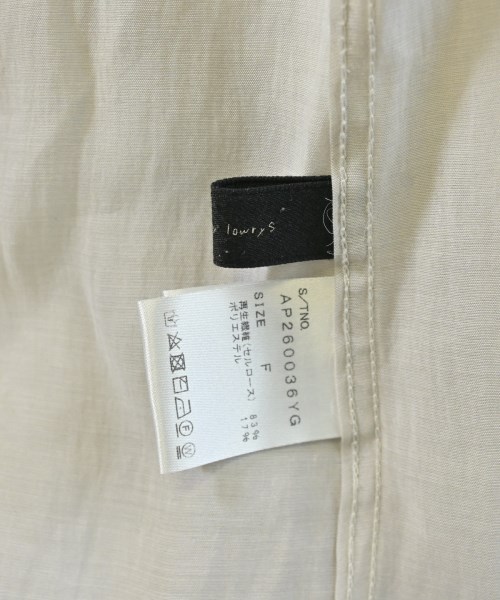 lowrys
S/TNO.
AP260036YG
SIZE F
再生繊維(セルロース) 83%
ポリエステル 17%